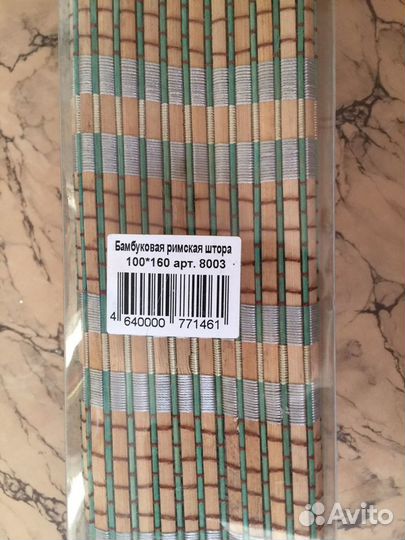 Бамбуковая римская штора
100*160 арт. 8003
4 640000 771461
Avito